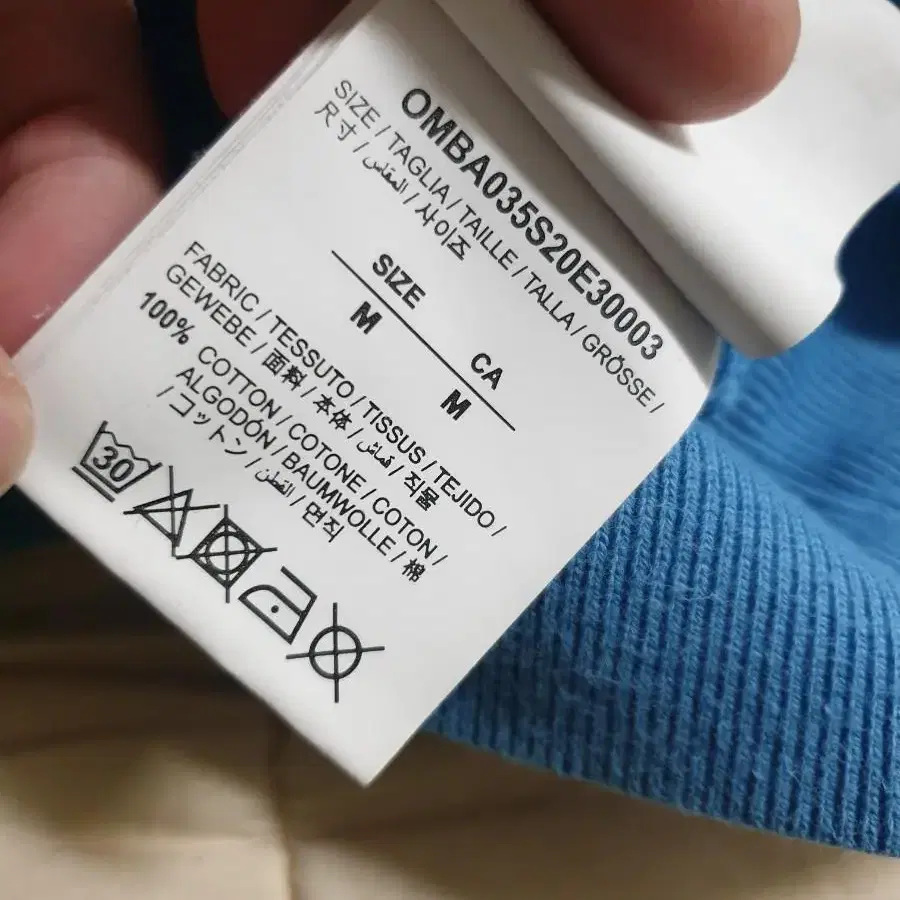 OMBA035S20E30003
SIZE / TAGLIA / TAILLE / TALLA / GRÖSSE /
尺寸 / المقاس / 사이즈
SIZE CA
M M
FABRIC / TESSUTO / TISSUS / TEJIDO /
GEWEBE / 面料 / 本体 / قماش / 직물
100% COTTON / COTONE / COTON /
ALGODÓN / BAUMWOLLE / 棉
/ コットン / القطن / 면직
30